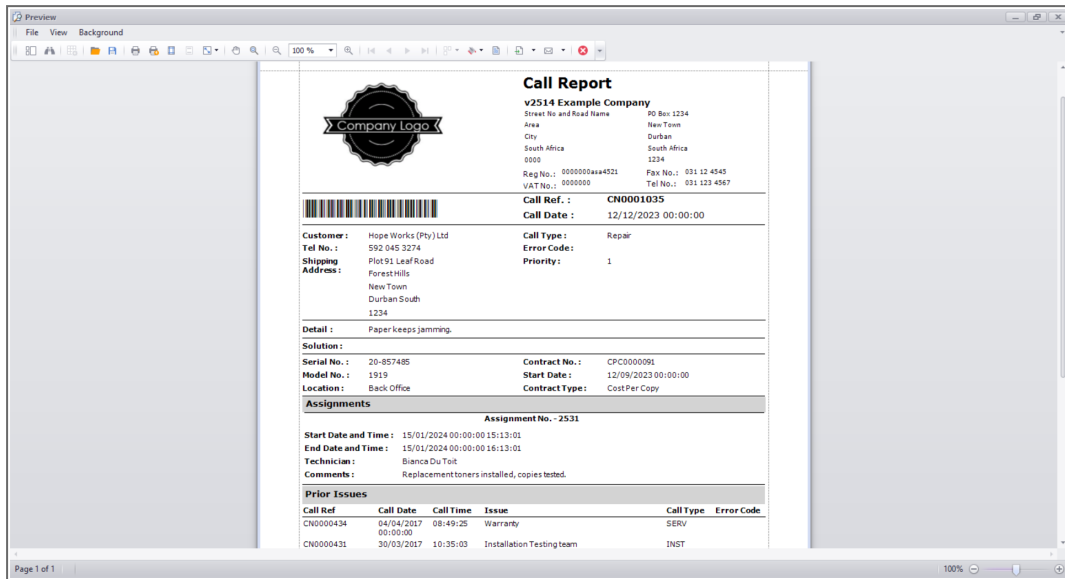 Preview
File View Background
100 %
Call Report
Company Logo
v2514 Example Company
Street No and Road Name PO Box 1234
Area New Town
City Durban
South Africa South Africa
0000 1234
Reg No.: 0000000asa4521 Fax No.: 031 12 4545
VAT No.: 0000000 Tel No.: 031 123 4567
Call Ref. : CN0001035
Call Date : 12/12/2023 00:00:00
Customer : Hope Works (Pty) Ltd Call Type : Repair
Tel No. : 592 045 3274 Error Code :
Shipping Address : Plot 91 Leaf Road Priority : 1
Forest Hills
New Town
Durban South
1234
Detail : Paper keeps jamming.
Solution :
Serial No. : 20-857485 Contract No. : CPC0000091
Model No. : 1919 Start Date : 12/09/2023 00:00:00
Location : Back Office Contract Type : Cost Per Copy
Assignments
Assignment No. - 2531
Start Date and Time : 15/01/2024 00:00:00 15:13:01
End Date and Time : 15/01/2024 00:00:00 16:13:01
Technician : Bianca Du Toit
Comments : Replacement toners installed, copies tested.
Prior Issues
Call Ref Call Date Call Time Issue Call Type Error Code
CN0000434 04/04/2017 00:00:00 08:49:25 Warranty SERV
CN0000431 30/03/2017 10:35:03 Installation Testing team INST
Page 1 of 1 100%